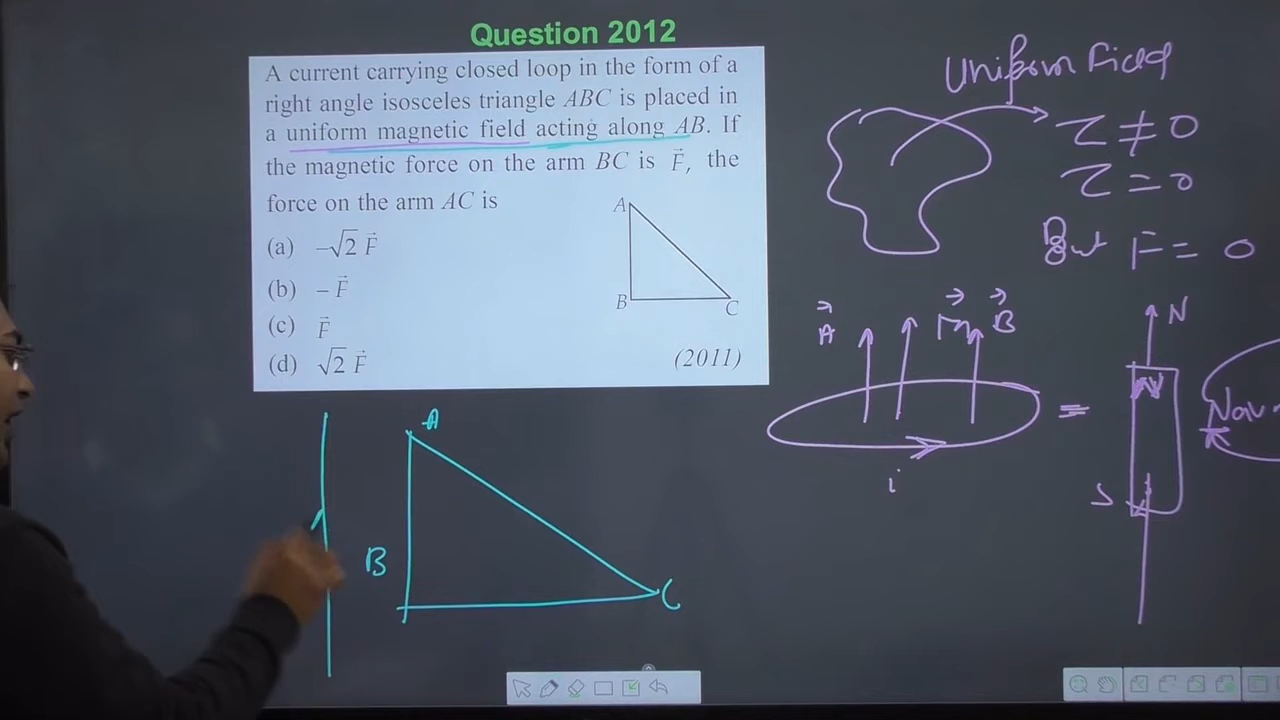 Question 2012
A current carrying closed loop in the form of a
right angle isosceles triangle ABC is placed in
a uniform magnetic field acting along AB. If
the magnetic force on the arm BC is F⃗, the
force on the arm AC is
(a) −√2 F⃗
(b) − F⃗
(c) F⃗
(d) √2 F⃗
(2011)
A
B
C
Uniform Field
τ ≠ 0
τ = 0
But F = 0
A⃗
M⃗
B⃗
i
=
N
S
A
B
C